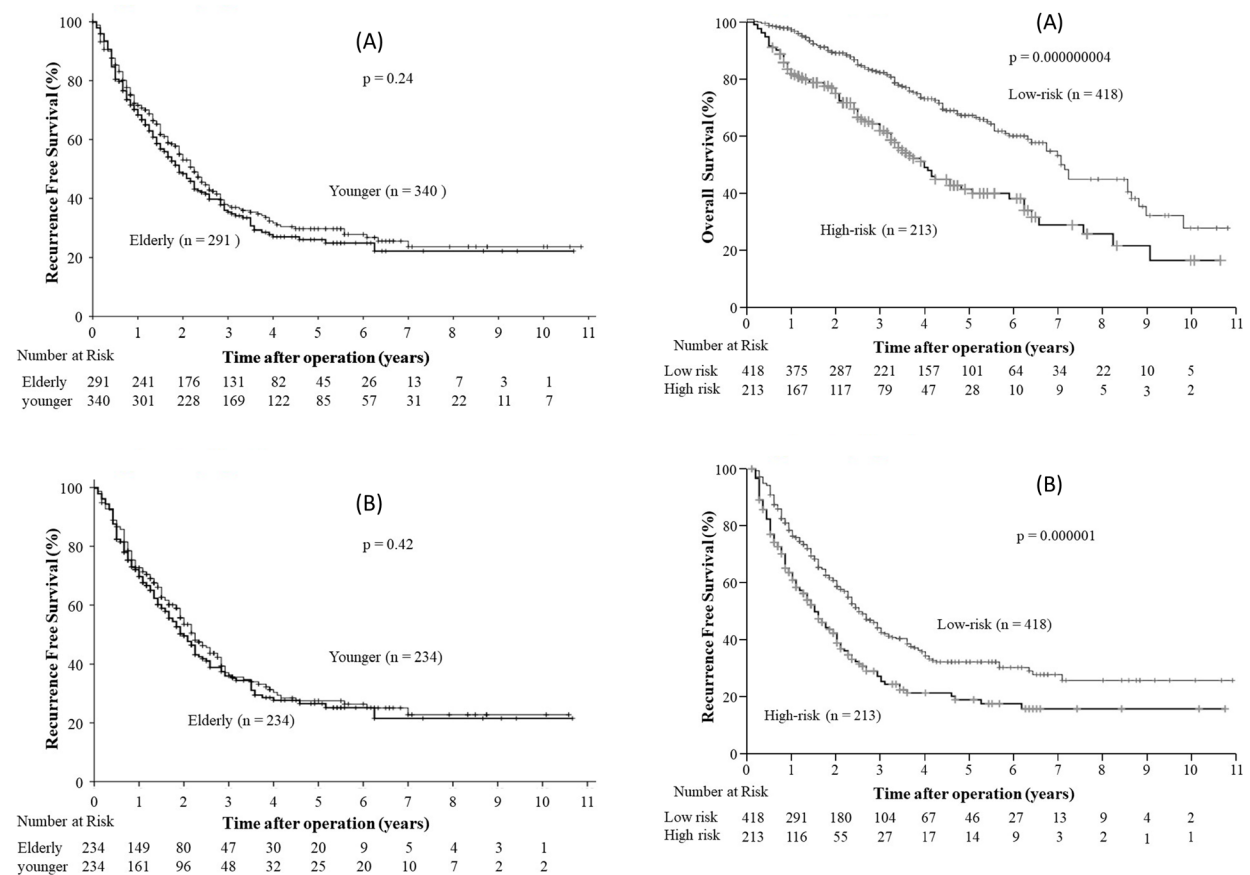 (A)
p = 0.24
Younger (n = 340 )
Elderly (n = 291 )
Recurrence Free Survival (%)
100
80
60
40
20
0
0 1 2 3 4 5 6 7 8 9 10 11
Number at Risk
Time after operation (years)
Elderly 291 241 176 131 82 45 26 13 7 3 1
younger 340 301 228 169 122 85 57 31 22 11 7
(A)
p = 0.000000004
Low-risk (n = 418)
High-risk (n = 213)
Overall Survival (%)
100
80
60
40
20
0
0 1 2 3 4 5 6 7 8 9 10 11
Number at Risk
Time after operation (years)
Low risk 418 375 287 221 157 101 64 34 22 10 5
High risk 213 167 117 79 47 28 10 9 5 3 2
(B)
p = 0.42
Younger (n = 234)
Elderly (n = 234)
Recurrence Free Survival (%)
100
80
60
40
20
0
0 1 2 3 4 5 6 7 8 9 10 11
Number at Risk
Time after operation (years)
Elderly 234 149 80 47 30 20 9 5 4 3 1
younger 234 161 96 48 32 25 20 10 7 2 2
(B)
p = 0.000001
Low-risk (n = 418)
High-risk (n = 213)
Recurrence Free Survival (%)
100
80
60
40
20
0
0 1 2 3 4 5 6 7 8 9 10 11
Number at Risk
Time after operation (years)
Low risk 418 291 180 104 67 46 27 13 9 4 2
High risk 213 116 55 27 17 14 9 3 2 1 1